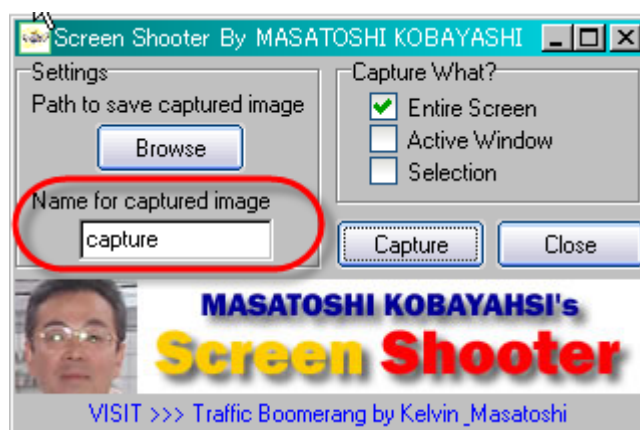 Screen Shooter By MASATOSHI KOBAYASHI
Settings
Path to save captured image
Browse
Name for captured image
capture
Capture What?
Entire Screen
Active Window
Selection
Capture
Close
MASATOSHI KOBAYAHSI's
Screen Shooter
VISIT >>> Traffic Boomerang by Kelvin_Masatoshi